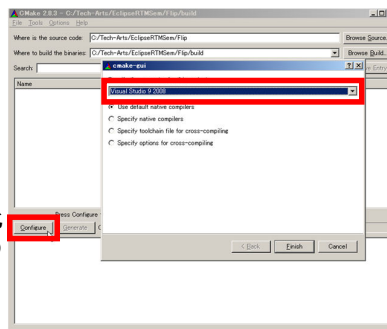 CMake 2.8.3 - C:/Tech-Arts/EclipseRTMSem/Flip/build
File Tools Options Help
Where is the source code: C:/Tech-Arts/EclipseRTMSem/Flip Browse Source.
Where to build the binaries: C:/Tech-Arts/EclipseRTMSem/Flip/build Browse Build..
Search:
Name
cmake-gui
Visual Studio 9 2008
Use default native compilers
Specify native compilers
Specify toolchain file for cross-compiling
Specify options for cross-compiling
Press Configure
Configure Generate
< Back Finish Cancel